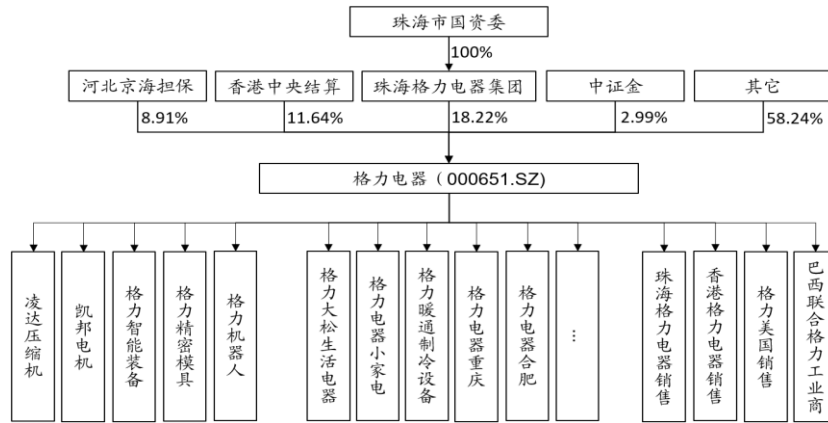 珠海市国资委
100%
河北京海担保
香港中央结算
珠海格力电器集团
中证金
其它
8.91%
11.64%
18.22%
2.99%
58.24%
格力电器（000651.SZ)
凌达压缩机
凯邦电机
格力智能装备
格力精密模具
格力机器人
格力大松生活电器
格力电器小家电
格力暖通制冷设备
格力电器重庆
格力电器合肥
…
珠海格力电器销售
香港格力电器销售
格力美国销售
巴西联合格力工业商